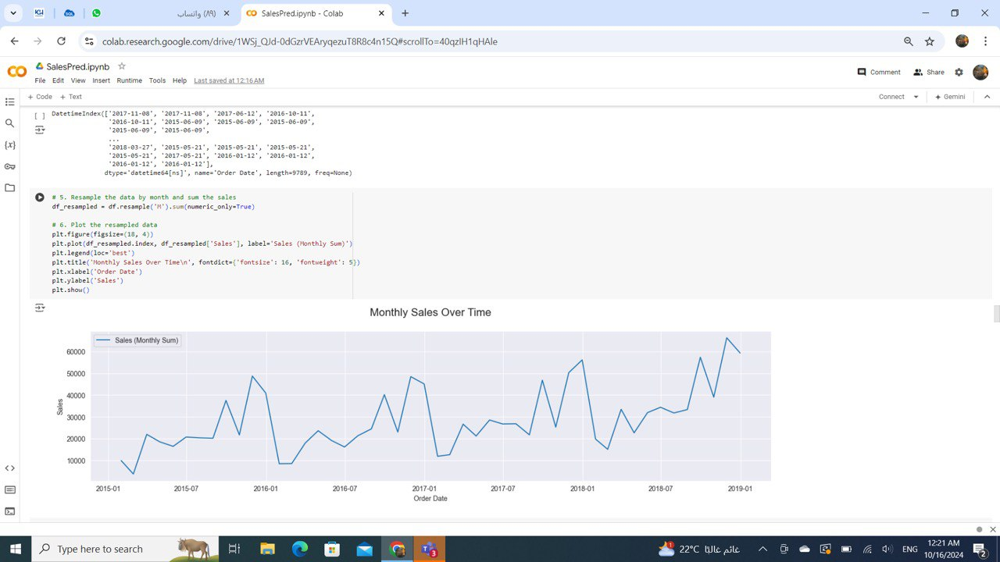 (٨٩) واتساب
SalesPred.ipynb - Colab
colab.research.google.com/drive/1WSj_QJd-0dGzrVEAryqezuT8R8c4n15Q#scrollTo=40qzIH1qHAle
SalesPred.ipynb
Comment Share
File Edit View Insert Runtime Tools Help Last saved at 12:16 AM
+ Code + Text Connect Gemini
[ ] DatetimeIndex(['2017-11-08', '2017-11-08', '2017-06-12', '2016-10-11',
'2016-10-11', '2015-06-09', '2015-06-09', '2015-06-09',
'2015-06-09', '2015-06-09',
...
'2018-03-27', '2015-05-21', '2015-05-21', '2015-05-21',
'2015-05-21', '2017-05-21', '2016-01-12', '2016-01-12',
'2016-01-12', '2016-01-12'],
dtype='datetime64[ns]', name='Order Date', length=9789, freq=None)
{x}
# 5. Resample the data by month and sum the sales
df_resampled = df.resample('M').sum(numeric_only=True)
# 6. Plot the resampled data
plt.figure(figsize=(18, 4))
plt.plot(df_resampled.index, df_resampled['Sales'], label='Sales (Monthly Sum)')
plt.legend(loc='best')
plt.title('Monthly Sales Over Time\n', fontdict={'fontsize': 16, 'fontweight': 5})
plt.xlabel('Order Date')
plt.ylabel('Sales')
plt.show()
Monthly Sales Over Time
Sales (Monthly Sum)
60000
50000
40000
30000
20000
10000
Sales
2015-01 2015-07 2016-01 2016-07 2017-01 2017-07 2018-01 2018-07 2019-01
Order Date
Type here to search
3
1
22°C غائم غالبًا
ENG
12:21 AM
10/16/2024
2